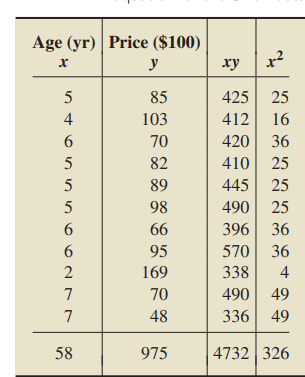 Age (yr) Price ($100)
x y xy x²
5 85 425 25
4 103 412 16
6 70 420 36
5 82 410 25
5 89 445 25
5 98 490 25
6 66 396 36
6 95 570 36
2 169 338 4
7 70 490 49
7 48 336 49
58 975 4732 326